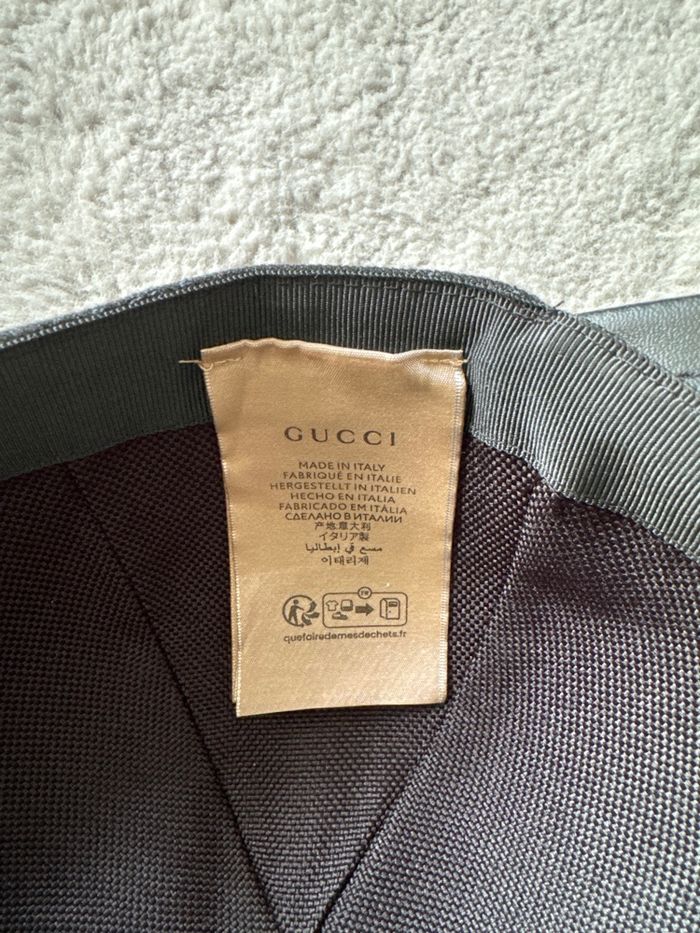 GUCCI
MADE IN ITALY
FABRIQUÉ EN ITALIE
HERGESTELLT IN ITALIEN
HECHO EN ITALIA
FABRICADO EM ITÁLIA
СДЕЛАНО В ИТАЛИИ
产地意大利
イタリア製
صنع في إيطاليا
이태리제
FR
quefairedemesdechets.fr